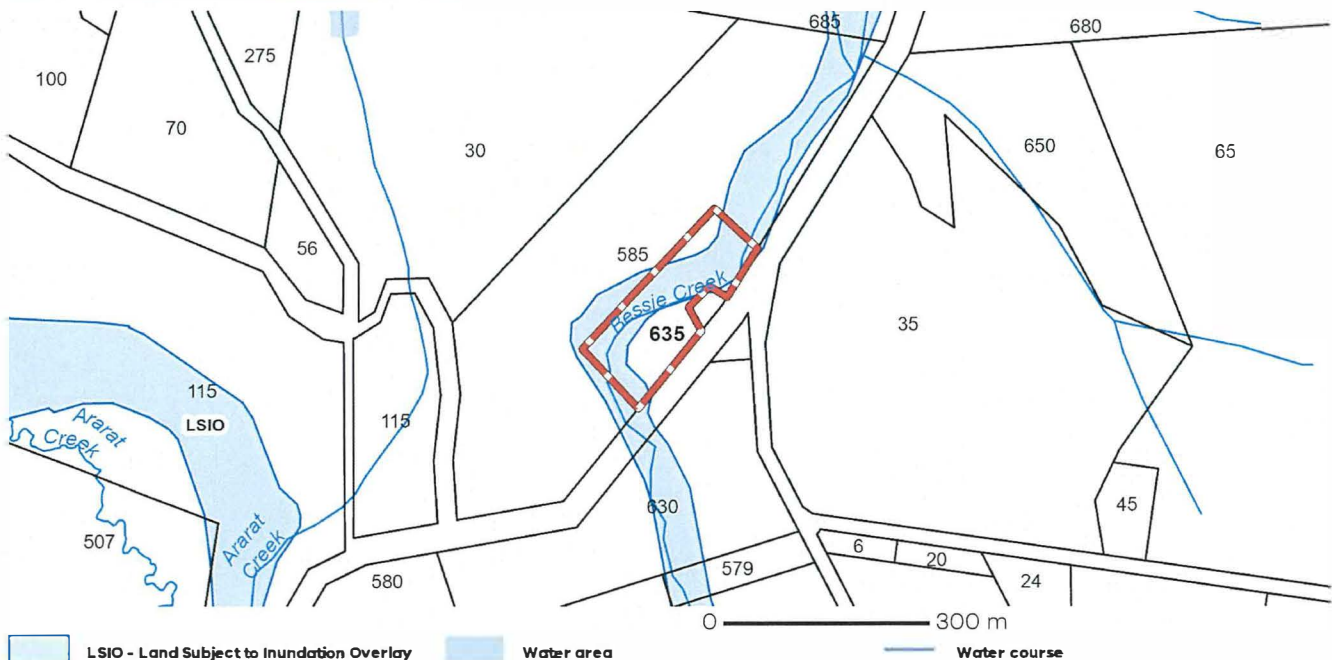 685
680
275
100
70
30
650
65
56
585
Bessie Creek
635
35
115
LSIO
Ararat
Creek
115
45
630
Ararat
Creek
507
6
20
579
580
24
0 300 m
LSIO - Land Subject to Inundation Overlay Water area Water course